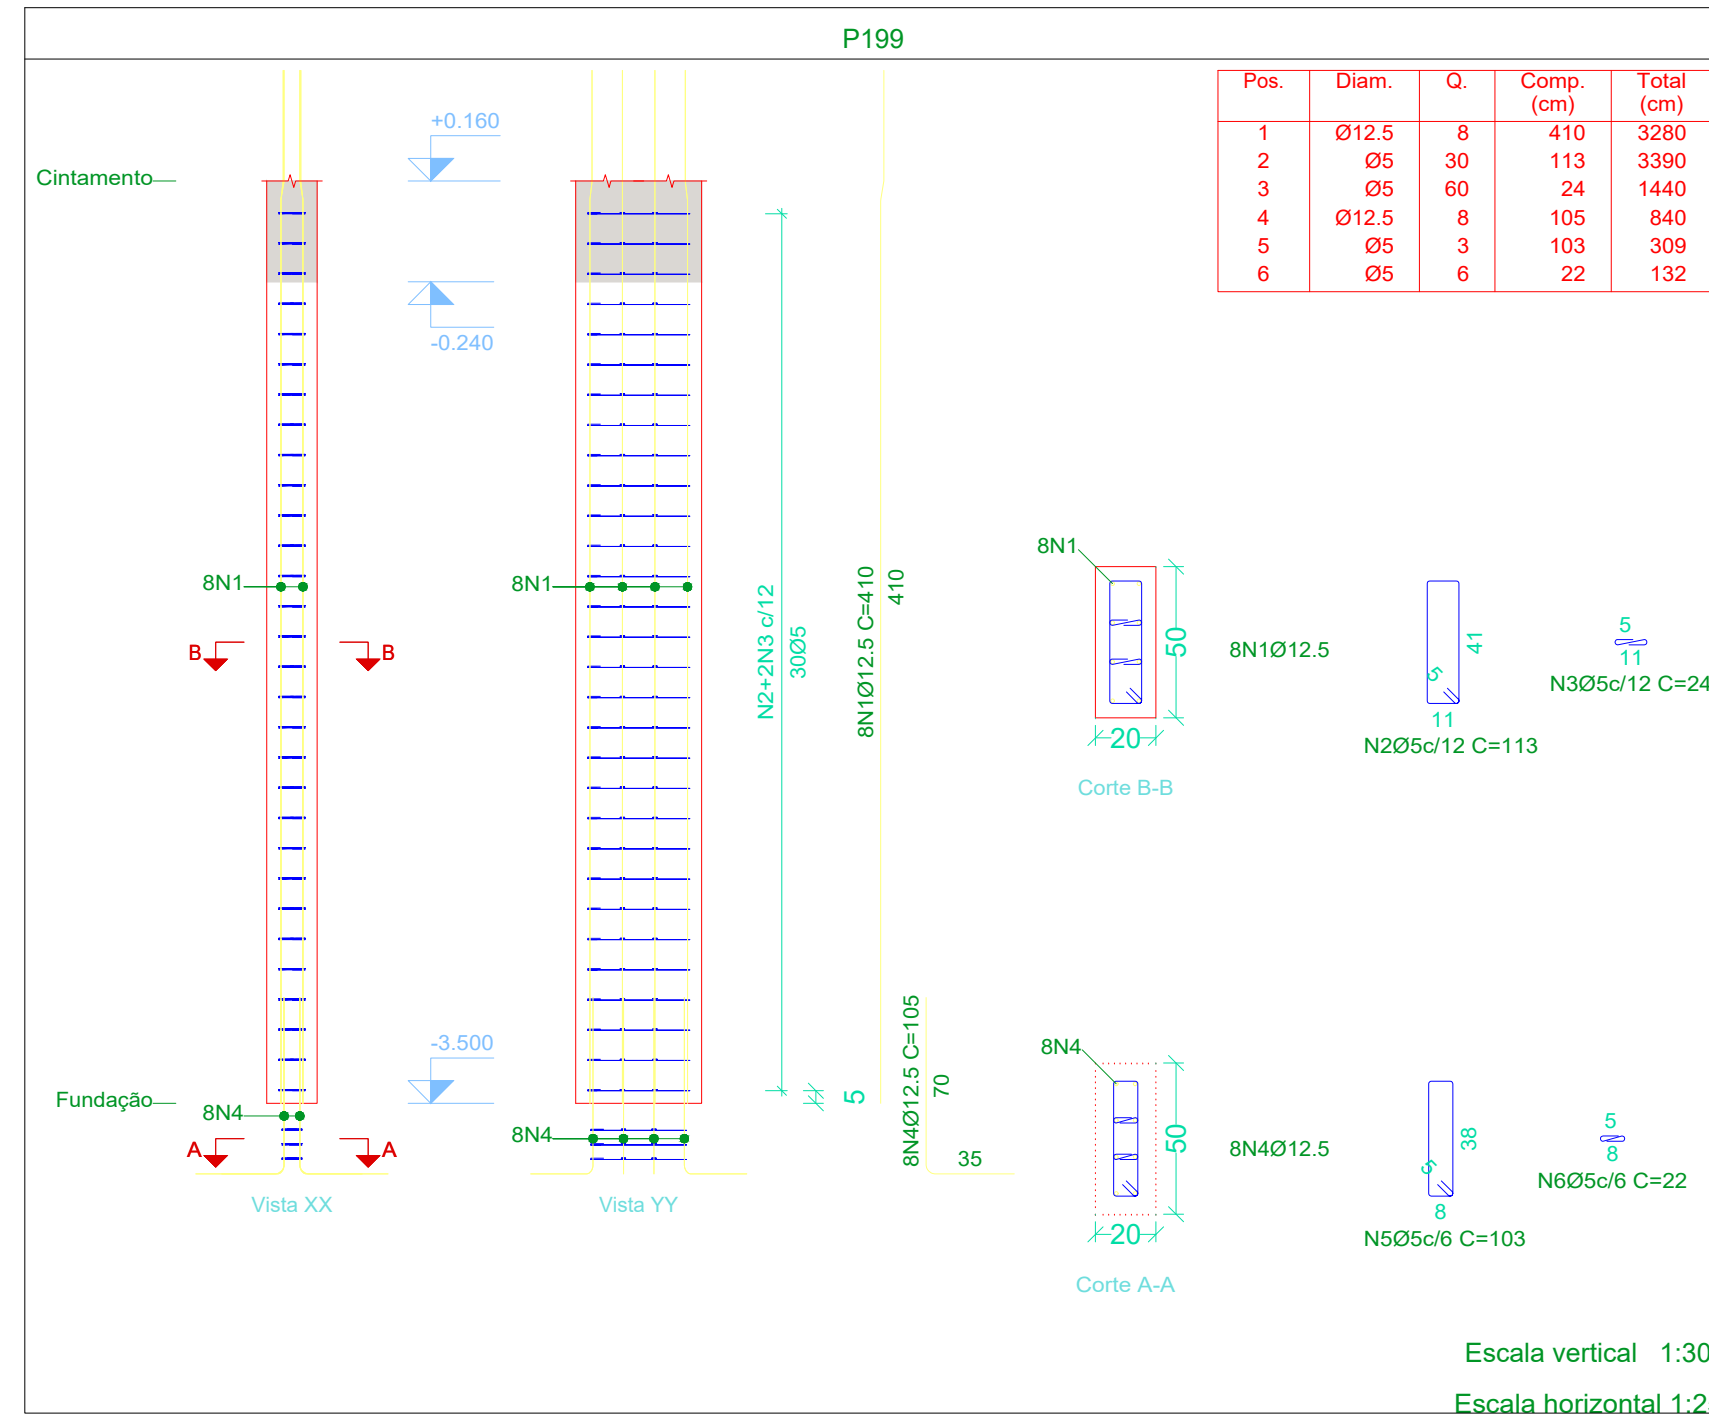 P199
Pos. Diam. Q. Comp. (cm) Total (cm)
1 Ø12.5 8 410 3280
2 Ø5 30 113 3390
3 Ø5 60 24 1440
4 Ø12.5 8 105 840
5 Ø5 3 103 309
6 Ø5 6 22 132
+0.160
Cintamento
-0.240
8N1
8N1
B
B
N2+2N3 c/12
30Ø5
8N1Ø12.5 C=410
410
8N1
50
20
8N1Ø12.5
Corte B-B
41
5
11
N2Ø5c/12 C=113
5
11
N3Ø5c/12 C=24
-3.500
Fundação
8N4
8N4
A
A
5
Vista XX
Vista YY
8N4Ø12.5 C=105
70
35
8N4
50
20
8N4Ø12.5
Corte A-A
38
5
8
N5Ø5c/6 C=103
5
8
N6Ø5c/6 C=22
Escala vertical 1:30
Escala horizontal 1:2